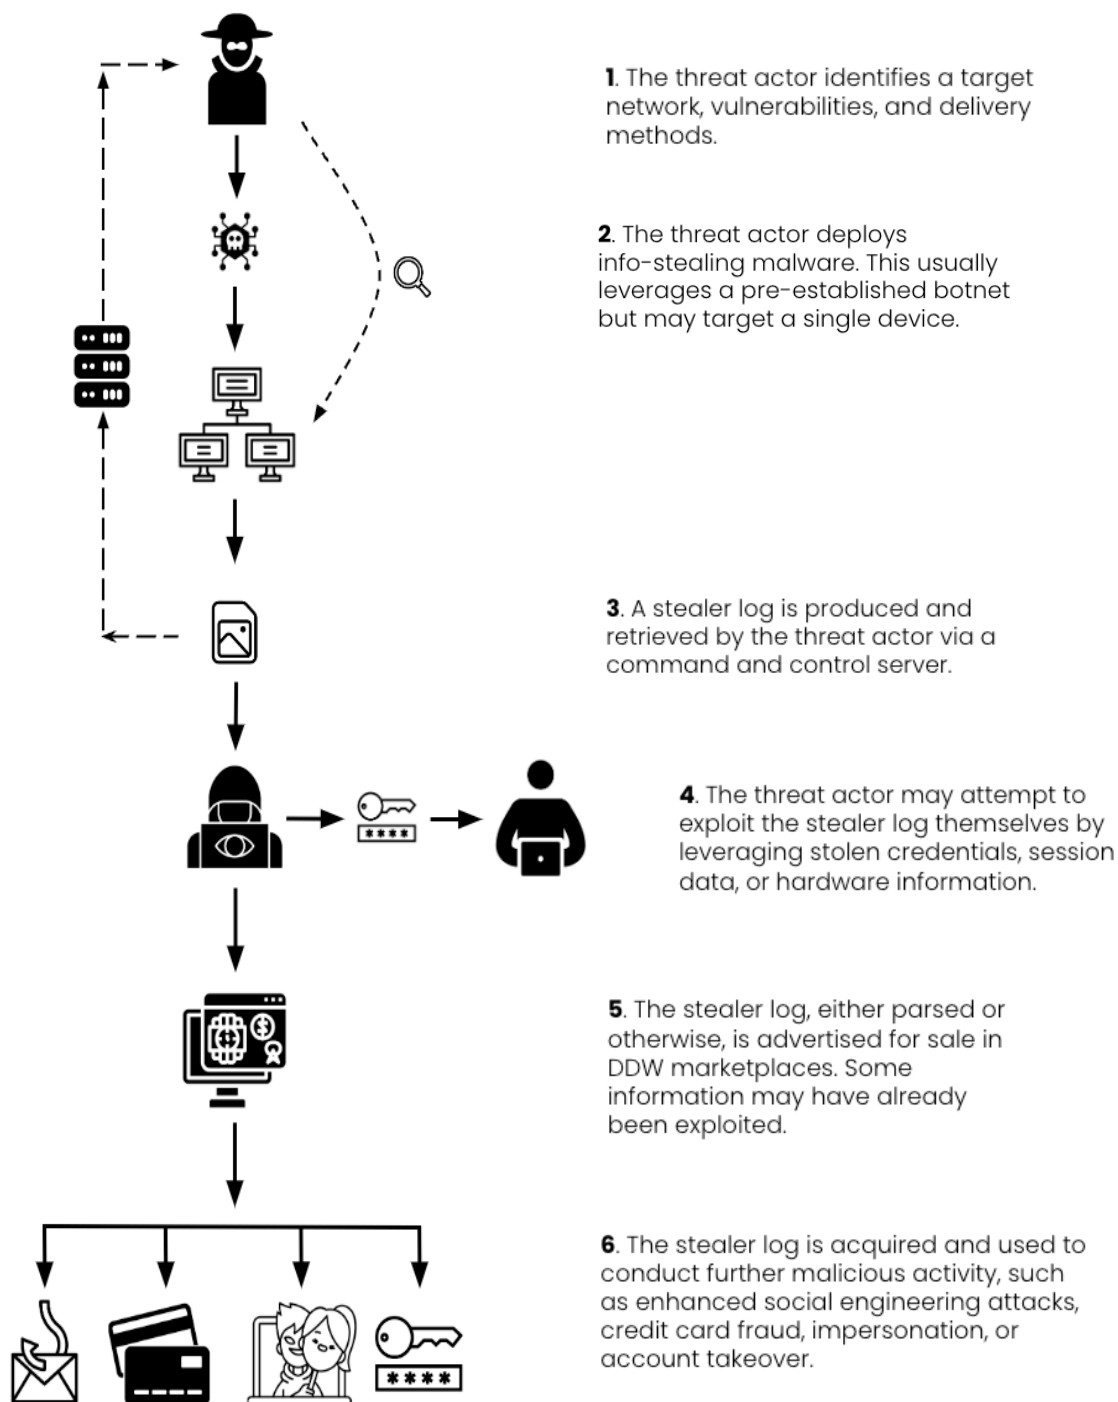 1. The threat actor identifies a target
network, vulnerabilities, and delivery
methods.
2. The threat actor deploys
info-stealing malware. This usually
leverages a pre-established botnet
but may target a single device.
3. A stealer log is produced and
retrieved by the threat actor via a
command and control server.
****
4. The threat actor may attempt to
exploit the stealer log themselves by
leveraging stolen credentials, session
data, or hardware information.
$
5. The stealer log, either parsed or
otherwise, is advertised for sale in
DDW marketplaces. Some
information may have already
been exploited.
6. The stealer log is acquired and used to
conduct further malicious activity, such
as enhanced social engineering attacks,
credit card fraud, impersonation, or
account takeover.
****